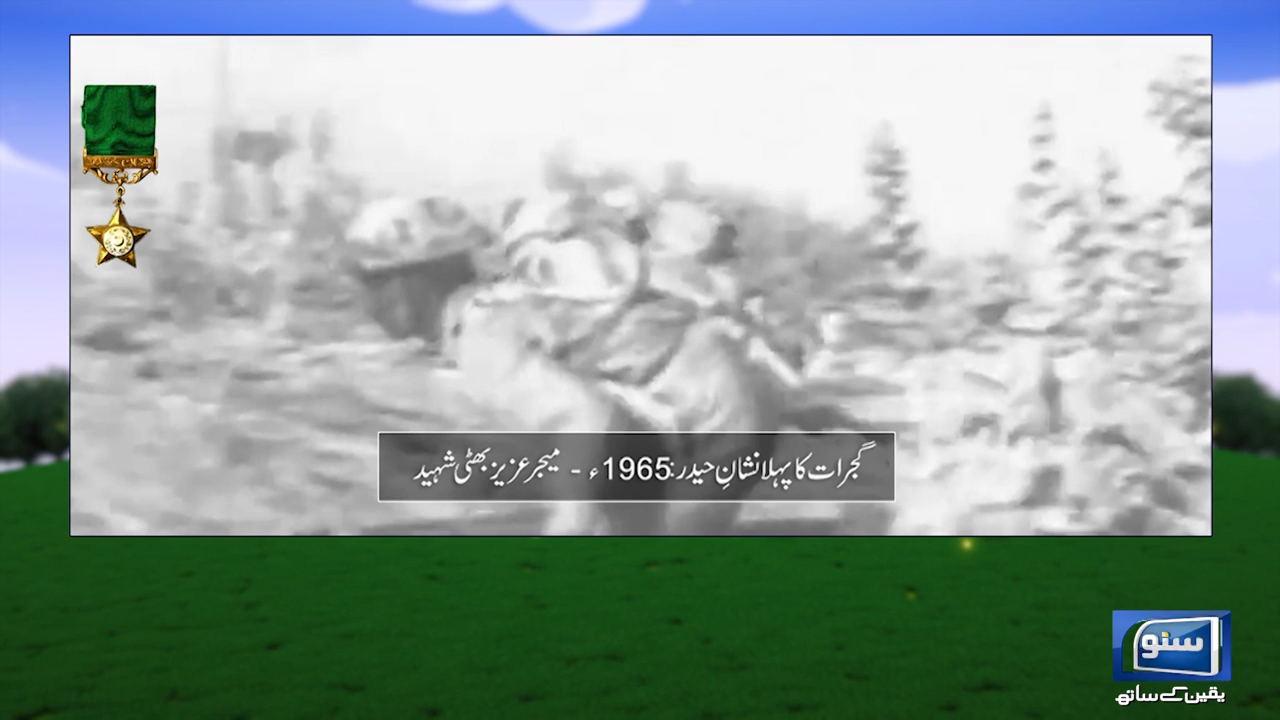 گجرات کا پہلا نشانِ حیدر:1965ء - میجر عزیز بھٹی شہید
سنو
یقین کے ساتھ